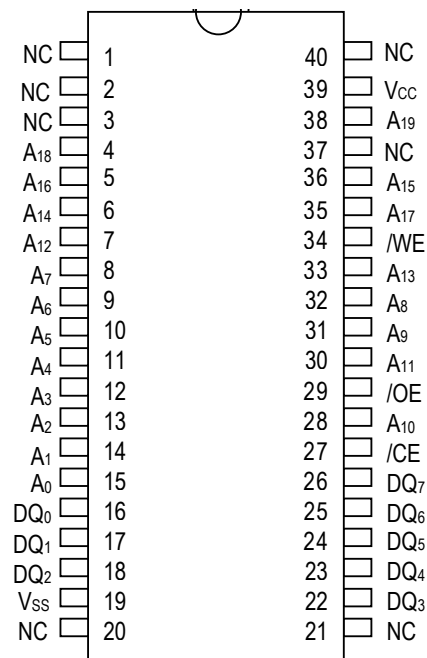 NC 1 40 NC
NC 2 39 VCC
NC 3 38 A19
A18 4 37 NC
A16 5 36 A15
A14 6 35 A17
A12 7 34 /WE
A7 8 33 A13
A6 9 32 A8
A5 10 31 A9
A4 11 30 A11
A3 12 29 /OE
A2 13 28 A10
A1 14 27 /CE
A0 15 26 DQ7
DQ0 16 25 DQ6
DQ1 17 24 DQ5
DQ2 18 23 DQ4
VSS 19 22 DQ3
NC 20 21 NC